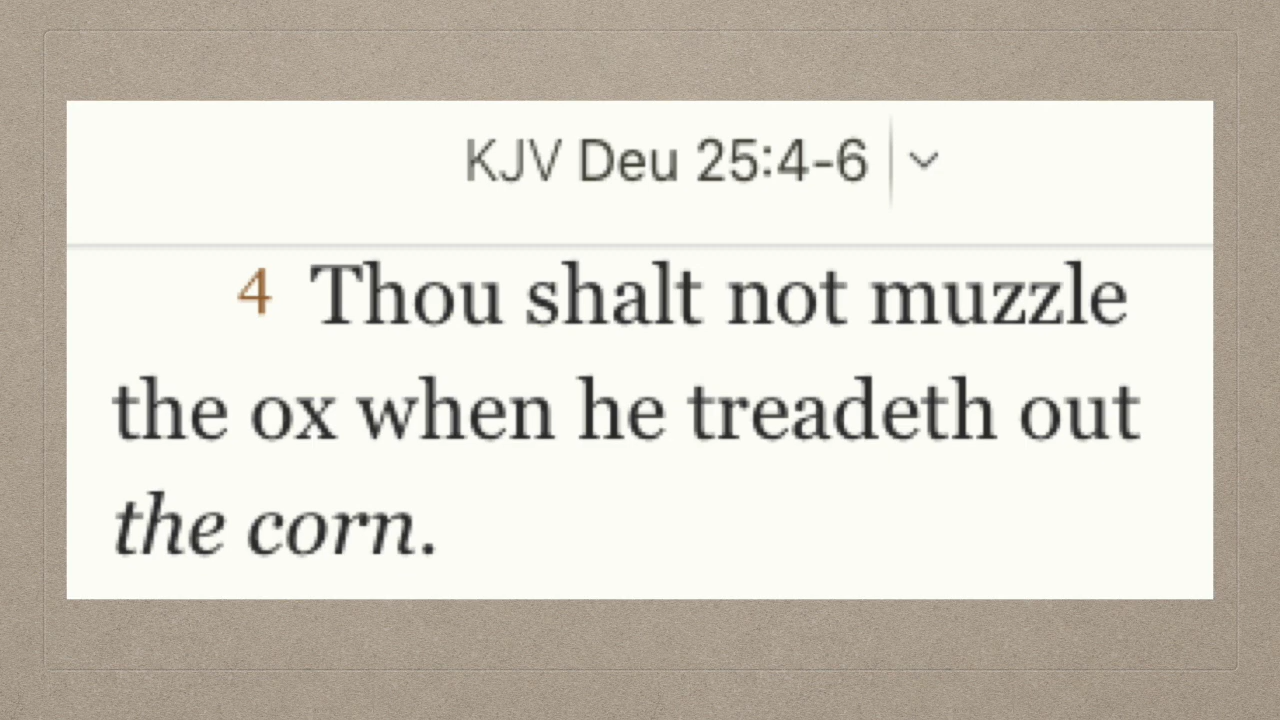 KJV Deu 25:4-6
4 Thou shalt not muzzle
the ox when he treadeth out
the corn.